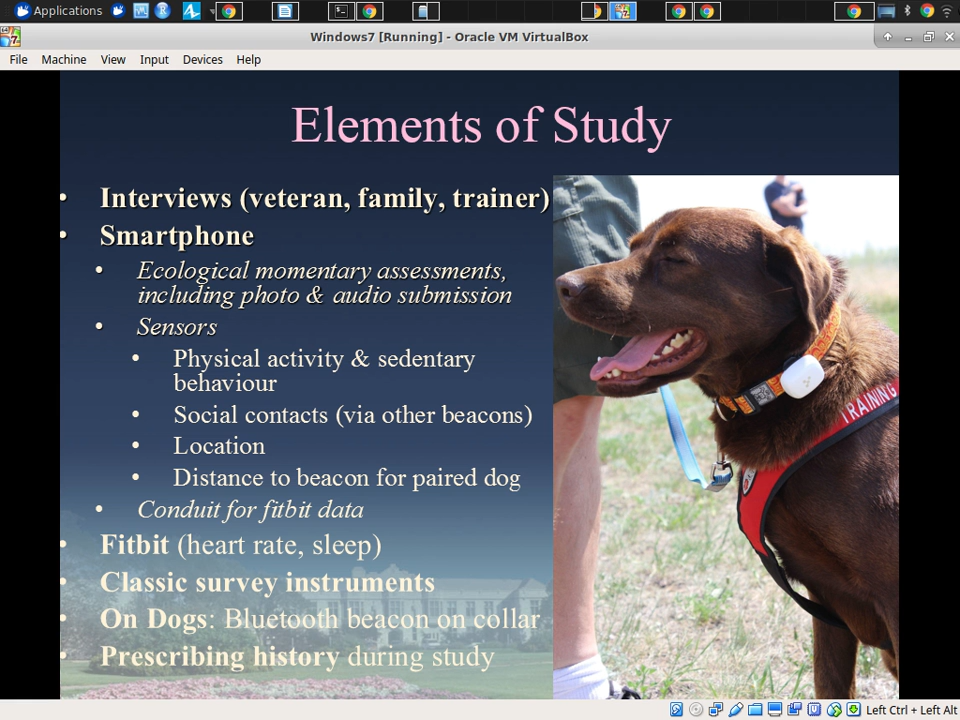 Applications
Windows7 [Running] - Oracle VM VirtualBox
File Machine View Input Devices Help
Elements of Study
• Interviews (veteran, family, trainer)
• Smartphone
• Ecological momentary assessments,
including photo & audio submission
• Sensors
• Physical activity & sedentary
behaviour
• Social contacts (via other beacons)
• Location
• Distance to beacon for paired dog
• Conduit for fitbit data
• Fitbit (heart rate, sleep)
• Classic survey instruments
• On Dogs: Bluetooth beacon on collar
• Prescribing history during study
TRAINING
Left Ctrl + Left Alt